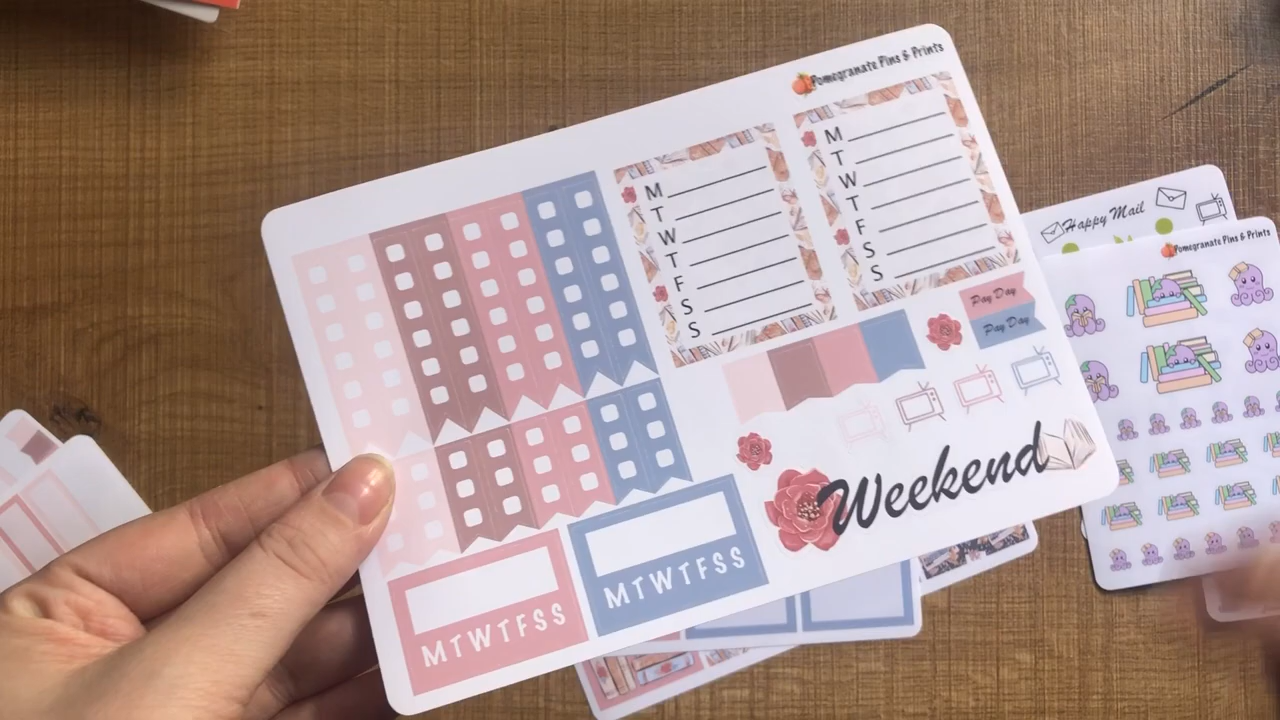 Pomegranate Pins & Prints
M
T
W
T
F
S
S
M
T
W
T
F
S
S
Pay Day
Pay Day
Weekend
MTWTFSS
MTWTFSS
Happy Mail
Pomegranate Pins & Prints